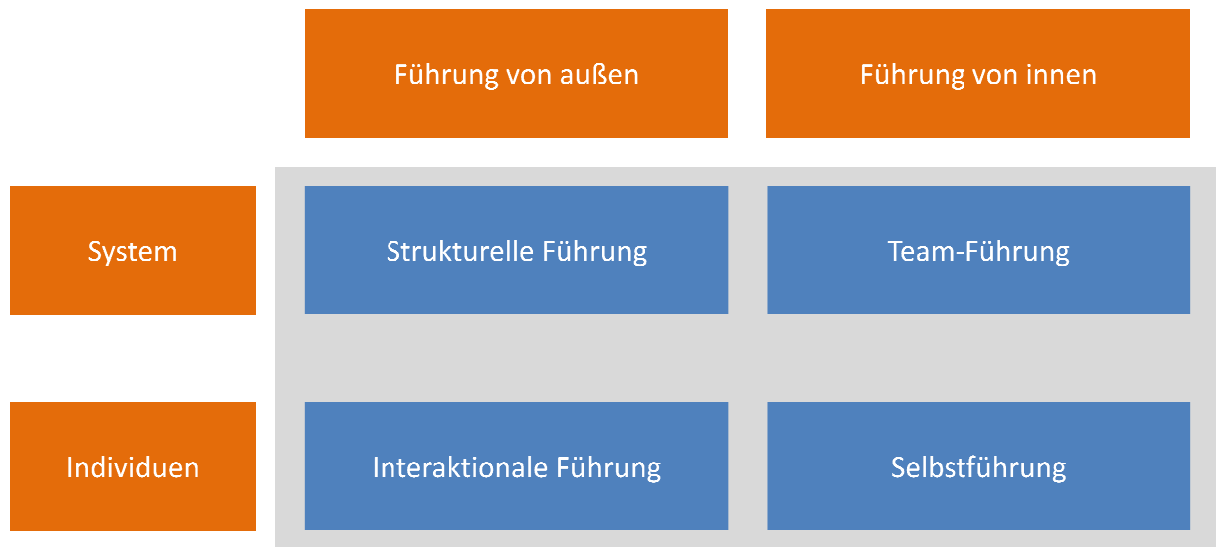 Führung von außen
Führung von innen
System
Strukturelle Führung
Team-Führung
Individuen
Interaktionale Führung
Selbstführung